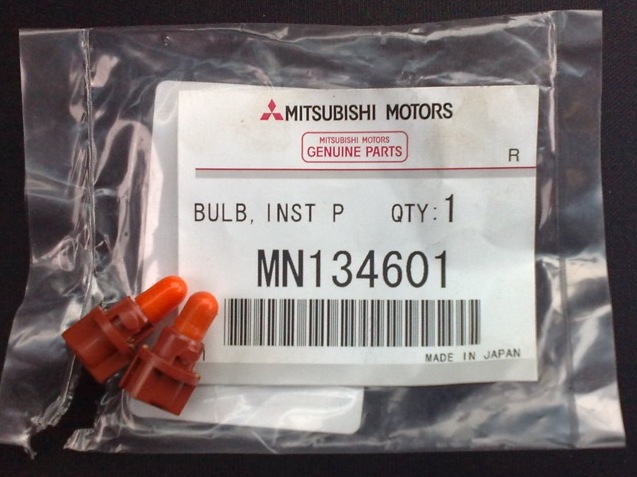 MITSUBISHI MOTORS
MITSUBISHI MOTORS
GENUINE PARTS
R
BULB, INST P QTY:1
MN134601
MADE IN JAPAN